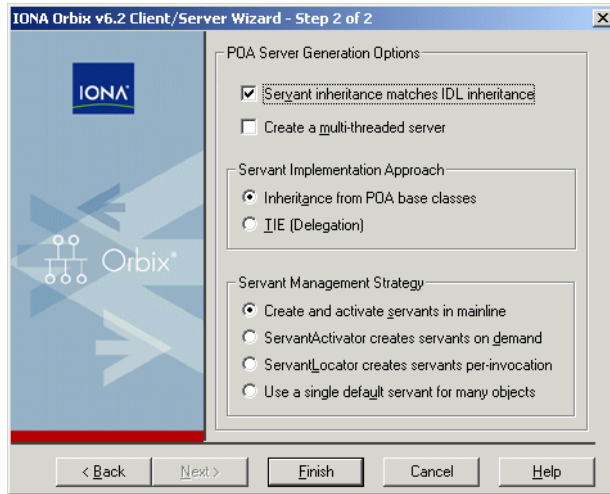 IONA Orbix v6.2 Client/Server Wizard - Step 2 of 2
IONA
Orbix
POA Server Generation Options
Servant inheritance matches IDL inheritance
Create a multi-threaded server
Servant Implementation Approach
Inheritance from POA base classes
TIE (Delegation)
Servant Management Strategy
Create and activate servants in mainline
ServantActivator creates servants on demand
ServantLocator creates servants per-invocation
Use a single default servant for many objects
< Back
Next >
Finish
Cancel
Help